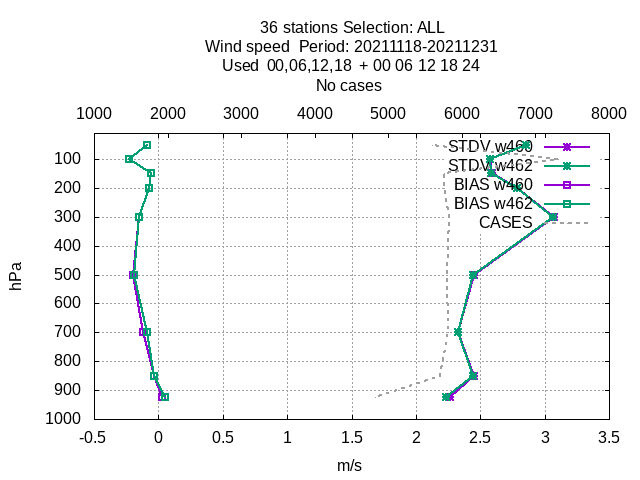 36 stations Selection: ALL
Wind speed  Period: 20211118-20211231
Used  00,06,12,18  + 00 06 12 18 24
No cases
1000 2000 3000 4000 5000 6000 7000 8000
STDV w460
100
STDV w462
200
BIAS w460
BIAS w462
300
CASES
400
500
600
700
800
900
1000
hPa
-0.5 0 0.5 1 1.5 2 2.5 3 3.5
m/s